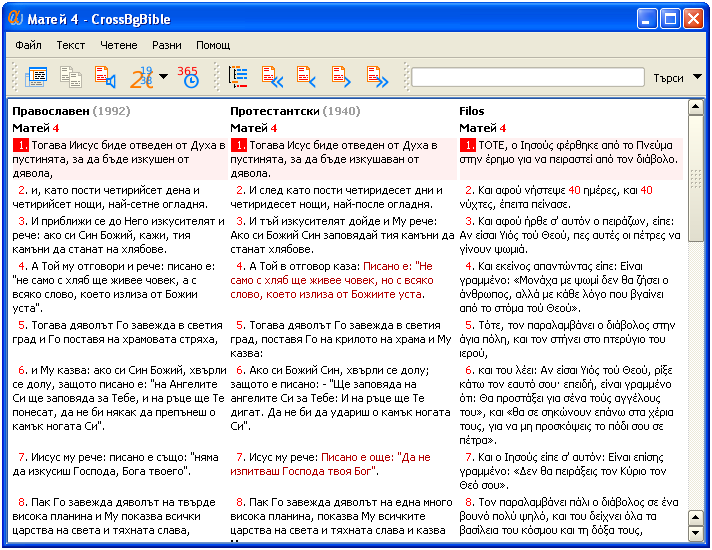 Матей 4 - CrossBgBible
Файл Текст Четене Разни Помощ
19 38 365 Търси
Православен (1992)
Матей 4
1. Тогава Иисус биде отведен от Духа в
пустинята, за да бъде изкушен от
дявола,
2. и, като пости четирийсет дена и
четирийсет нощи, най-сетне огладня.
3. И приближи се до Него изкусителят и
рече: ако си Син Божий, кажи, тия
камъни да станат на хлябове.
4. А Той му отговори и рече: писано е:
"не само с хляб ще живее човек, а с
всяко слово, което излиза от Божии
уста".
5. Тогава дяволът Го завежда в светия
град и Го поставя на храмовата стряха,
6. и Му казва: ако си Син Божий, хвърли
се долу, защото писано е: "на Ангелите
Си ще заповяда за Тебе, и на ръце ще Те
понесат, да не би някак да препънеш о
камък ногата Си".
7. Иисус му рече: писано е също: "няма
да изкусиш Господа, Бога твоего".
8. Пак Го завежда дяволът на твърде
висока планина и Му показва всички
царства на света и тяхната слава,
Протестантски (1940)
Матей 4
1. Тогава Исус биде отведен от Духа в
пустинята, за да бъде изкушаван от
дявола.
2. И след като пости четиридесет дни и
четиридесет нощи, най-после огладня.
3. И тъй изкусителят дойде и Му рече:
Ако си Син Божий заповядай тия камъни да
станат хлябове.
4. А Той в отговор каза: Писано е: "Не
само с хляб ще живее човек, но с всяко
слово, което излиза от Божиите уста.
5. Тогава дяволът Го завежда в светия
град, поставя Го на крилото на храма и Му
казва:
6. Ако си Божий Син, хвърли се долу;
защото е писано: - "Ще заповяда на
ангелите Си за Тебе: И на ръце ще Те
дигат. Да не би да удариш о камък ногата
Си".
7. Исус му рече: Писано е още: "Да не
изпитваш Господа твоя Бог".
8. Пак Го завежда дяволът на една много
висока планина, показва Му всичките
царства на света и тяхната слава и казва
Filos
Матей 4
1. ΤΟΤΕ, ο Ιησούς φέρθηκε από το Πνεύμα
στην έρημο για να πειραστεί από τον διάβολο.
2. Και αφού νήστεψε 40 ημέρες, και 40
νύχτες, έπειτα πείνασε.
3. Και αφού ήρθε σ' αυτόν ο πειράζων, είπε:
Αν είσαι Υιός τού Θεού, πες αυτές οι πέτρες να
γίνουν ψωμιά.
4. Και εκείνος απαντώντας είπε: Είναι
γραμμένο: «Μονάχα με ψωμί δεν θα ζήσει ο
άνθρωπος, αλλά με κάθε λόγο που βγαίνει
από το στόμα τού Θεού».
5. Τότε, τον παραλαμβάνει ο διάβολος στην
άγια πόλη, και τον στήνει στο πτερύγιο του
ιερού,
6. και του λέει: Αν είσαι Υιός τού Θεού, ρίξε
κάτω τον εαυτό σου· επειδή, είναι γραμμένο
ότι: Θα προστάξει για σένα τούς αγγέλους
του», και «θα σε σηκώνουν επάνω στα χέρια
τους, για να μη προσκόψεις το πόδι σου σε
πέτρα».
7. Και ο Ιησούς είπε σ' αυτόν: Είναι επίσης
γραμμένο: «Δεν θα πειράξεις τον Κύριο τον
Θεό σου».
8. Τον παραλαμβάνει πάλι ο διάβολος σε ένα
βουνό πολύ ψηλό, και του δείχνει όλα τα
βασίλεια του κόσμου και τη δόξα τους,